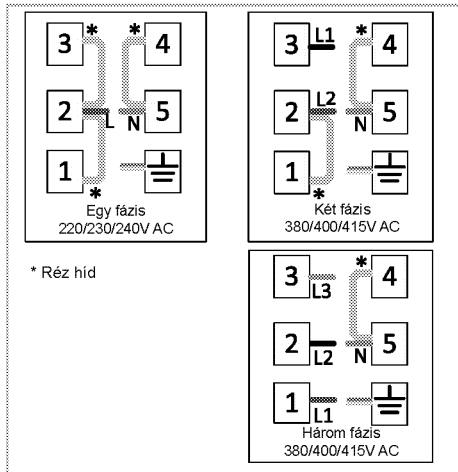 3 * * 4
2 L N 5
1 *
Egy fázis
220/230/240V AC
3 L1 * 4
2 L2 N 5
1 *
Két fázis
380/400/415V AC
* Réz híd
3 L3 * 4
2 L2 N 5
1 L1
Három fázis
380/400/415V AC